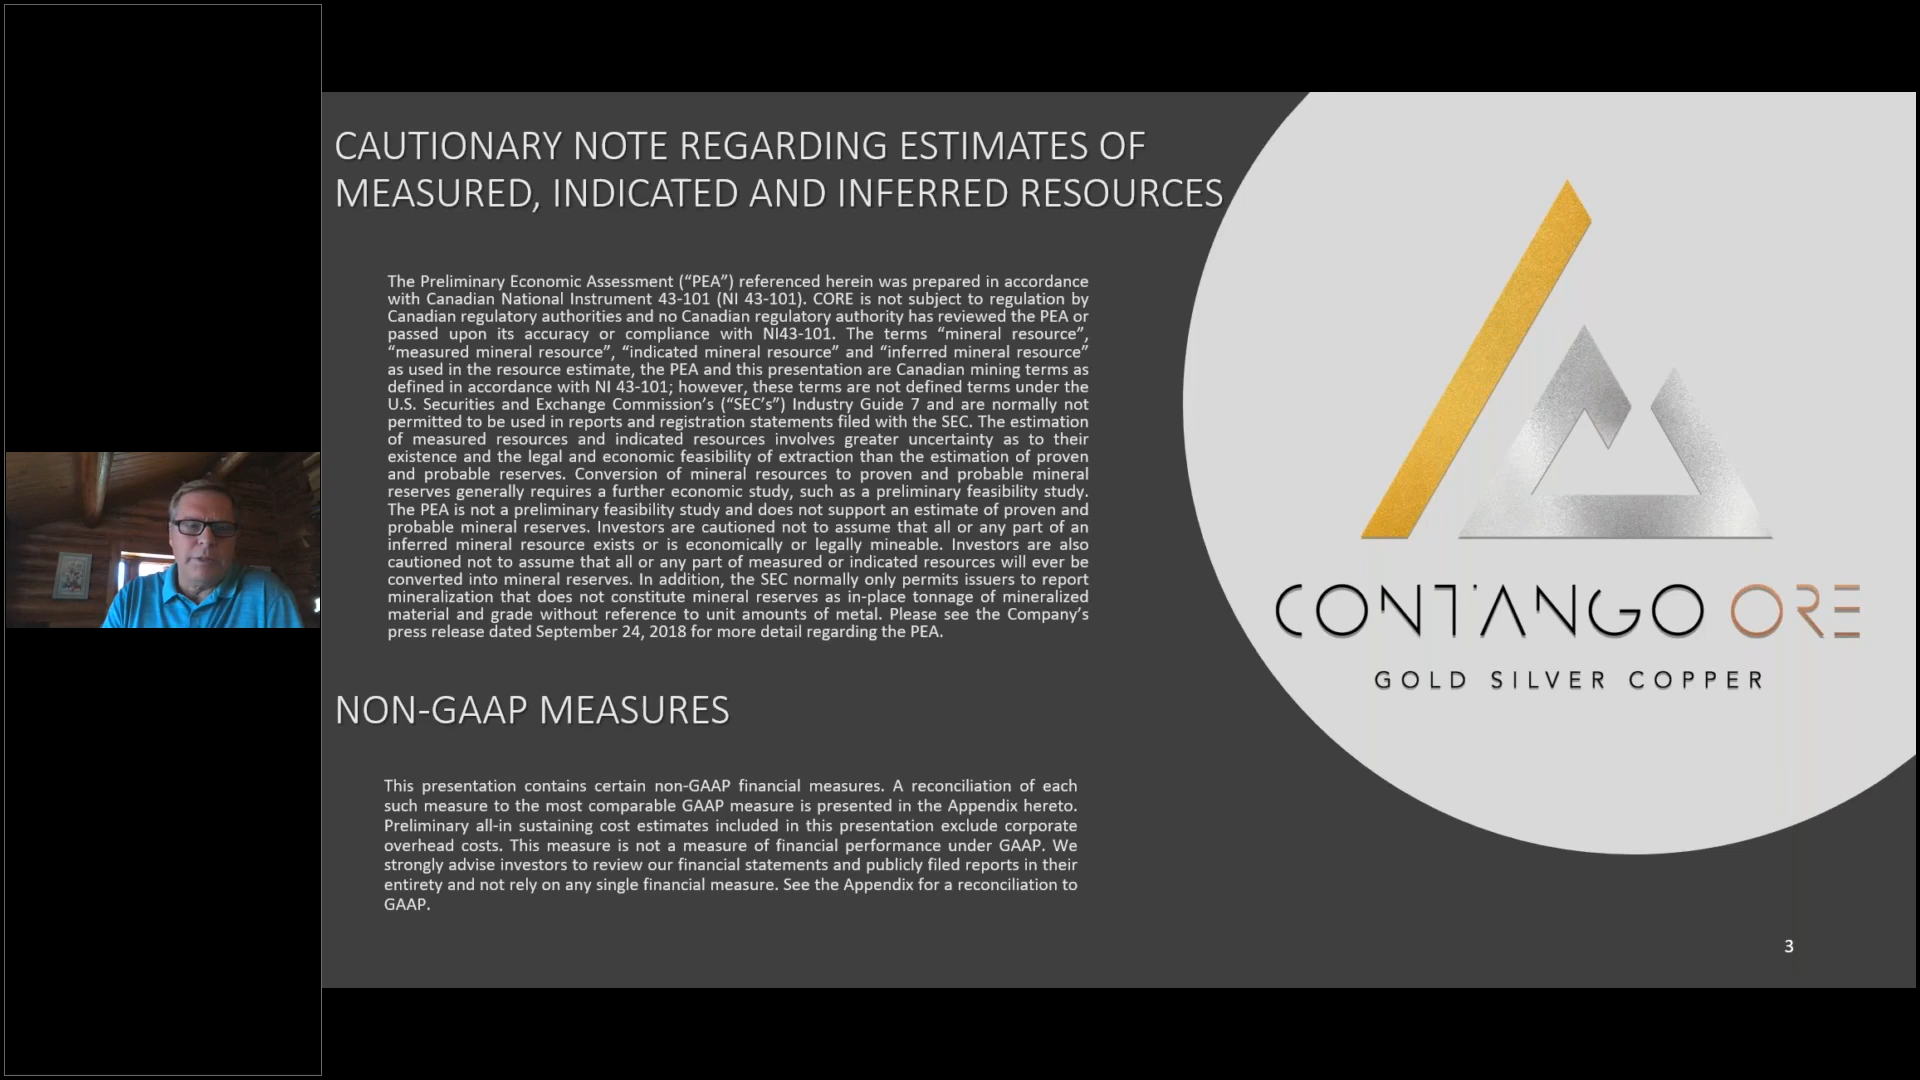 CAUTIONARY NOTE REGARDING ESTIMATES OF
MEASURED, INDICATED AND INFERRED RESOURCES
The Preliminary Economic Assessment (“PEA”) referenced herein was prepared in accordance
with Canadian National Instrument 43-101 (NI 43-101). CORE is not subject to regulation by
Canadian regulatory authorities and no Canadian regulatory authority has reviewed the PEA or
passed upon its accuracy or compliance with NI43-101. The terms “mineral resource”,
“measured mineral resource”, “indicated mineral resource” and “inferred mineral resource”
as used in the resource estimate, the PEA and this presentation are Canadian mining terms as
defined in accordance with NI 43-101; however, these terms are not defined terms under the
U.S. Securities and Exchange Commission’s (“SEC’s”) Industry Guide 7 and are normally not
permitted to be used in reports and registration statements filed with the SEC. The estimation
of measured resources and indicated resources involves greater uncertainty as to their
existence and the legal and economic feasibility of extraction than the estimation of proven
and probable reserves. Conversion of mineral resources to proven and probable mineral
reserves generally requires a further economic study, such as a preliminary feasibility study.
The PEA is not a preliminary feasibility study and does not support an estimate of proven and
probable mineral reserves. Investors are cautioned not to assume that all or any part of an
inferred mineral resource exists or is economically or legally mineable. Investors are also
cautioned not to assume that all or any part of measured or indicated resources will ever be
converted into mineral reserves. In addition, the SEC normally only permits issuers to report
mineralization that does not constitute mineral reserves as in-place tonnage of mineralized
material and grade without reference to unit amounts of metal. Please see the Company’s
press release dated September 24, 2018 for more detail regarding the PEA.
NON-GAAP MEASURES
This presentation contains certain non-GAAP financial measures. A reconciliation of each
such measure to the most comparable GAAP measure is presented in the Appendix hereto.
Preliminary all-in sustaining cost estimates included in this presentation exclude corporate
overhead costs. This measure is not a measure of financial performance under GAAP. We
strongly advise investors to review our financial statements and publicly filed reports in their
entirety and not rely on any single financial measure. See the Appendix for a reconciliation to
GAAP.
CONTANGO ORE
GOLD SILVER COPPER
3